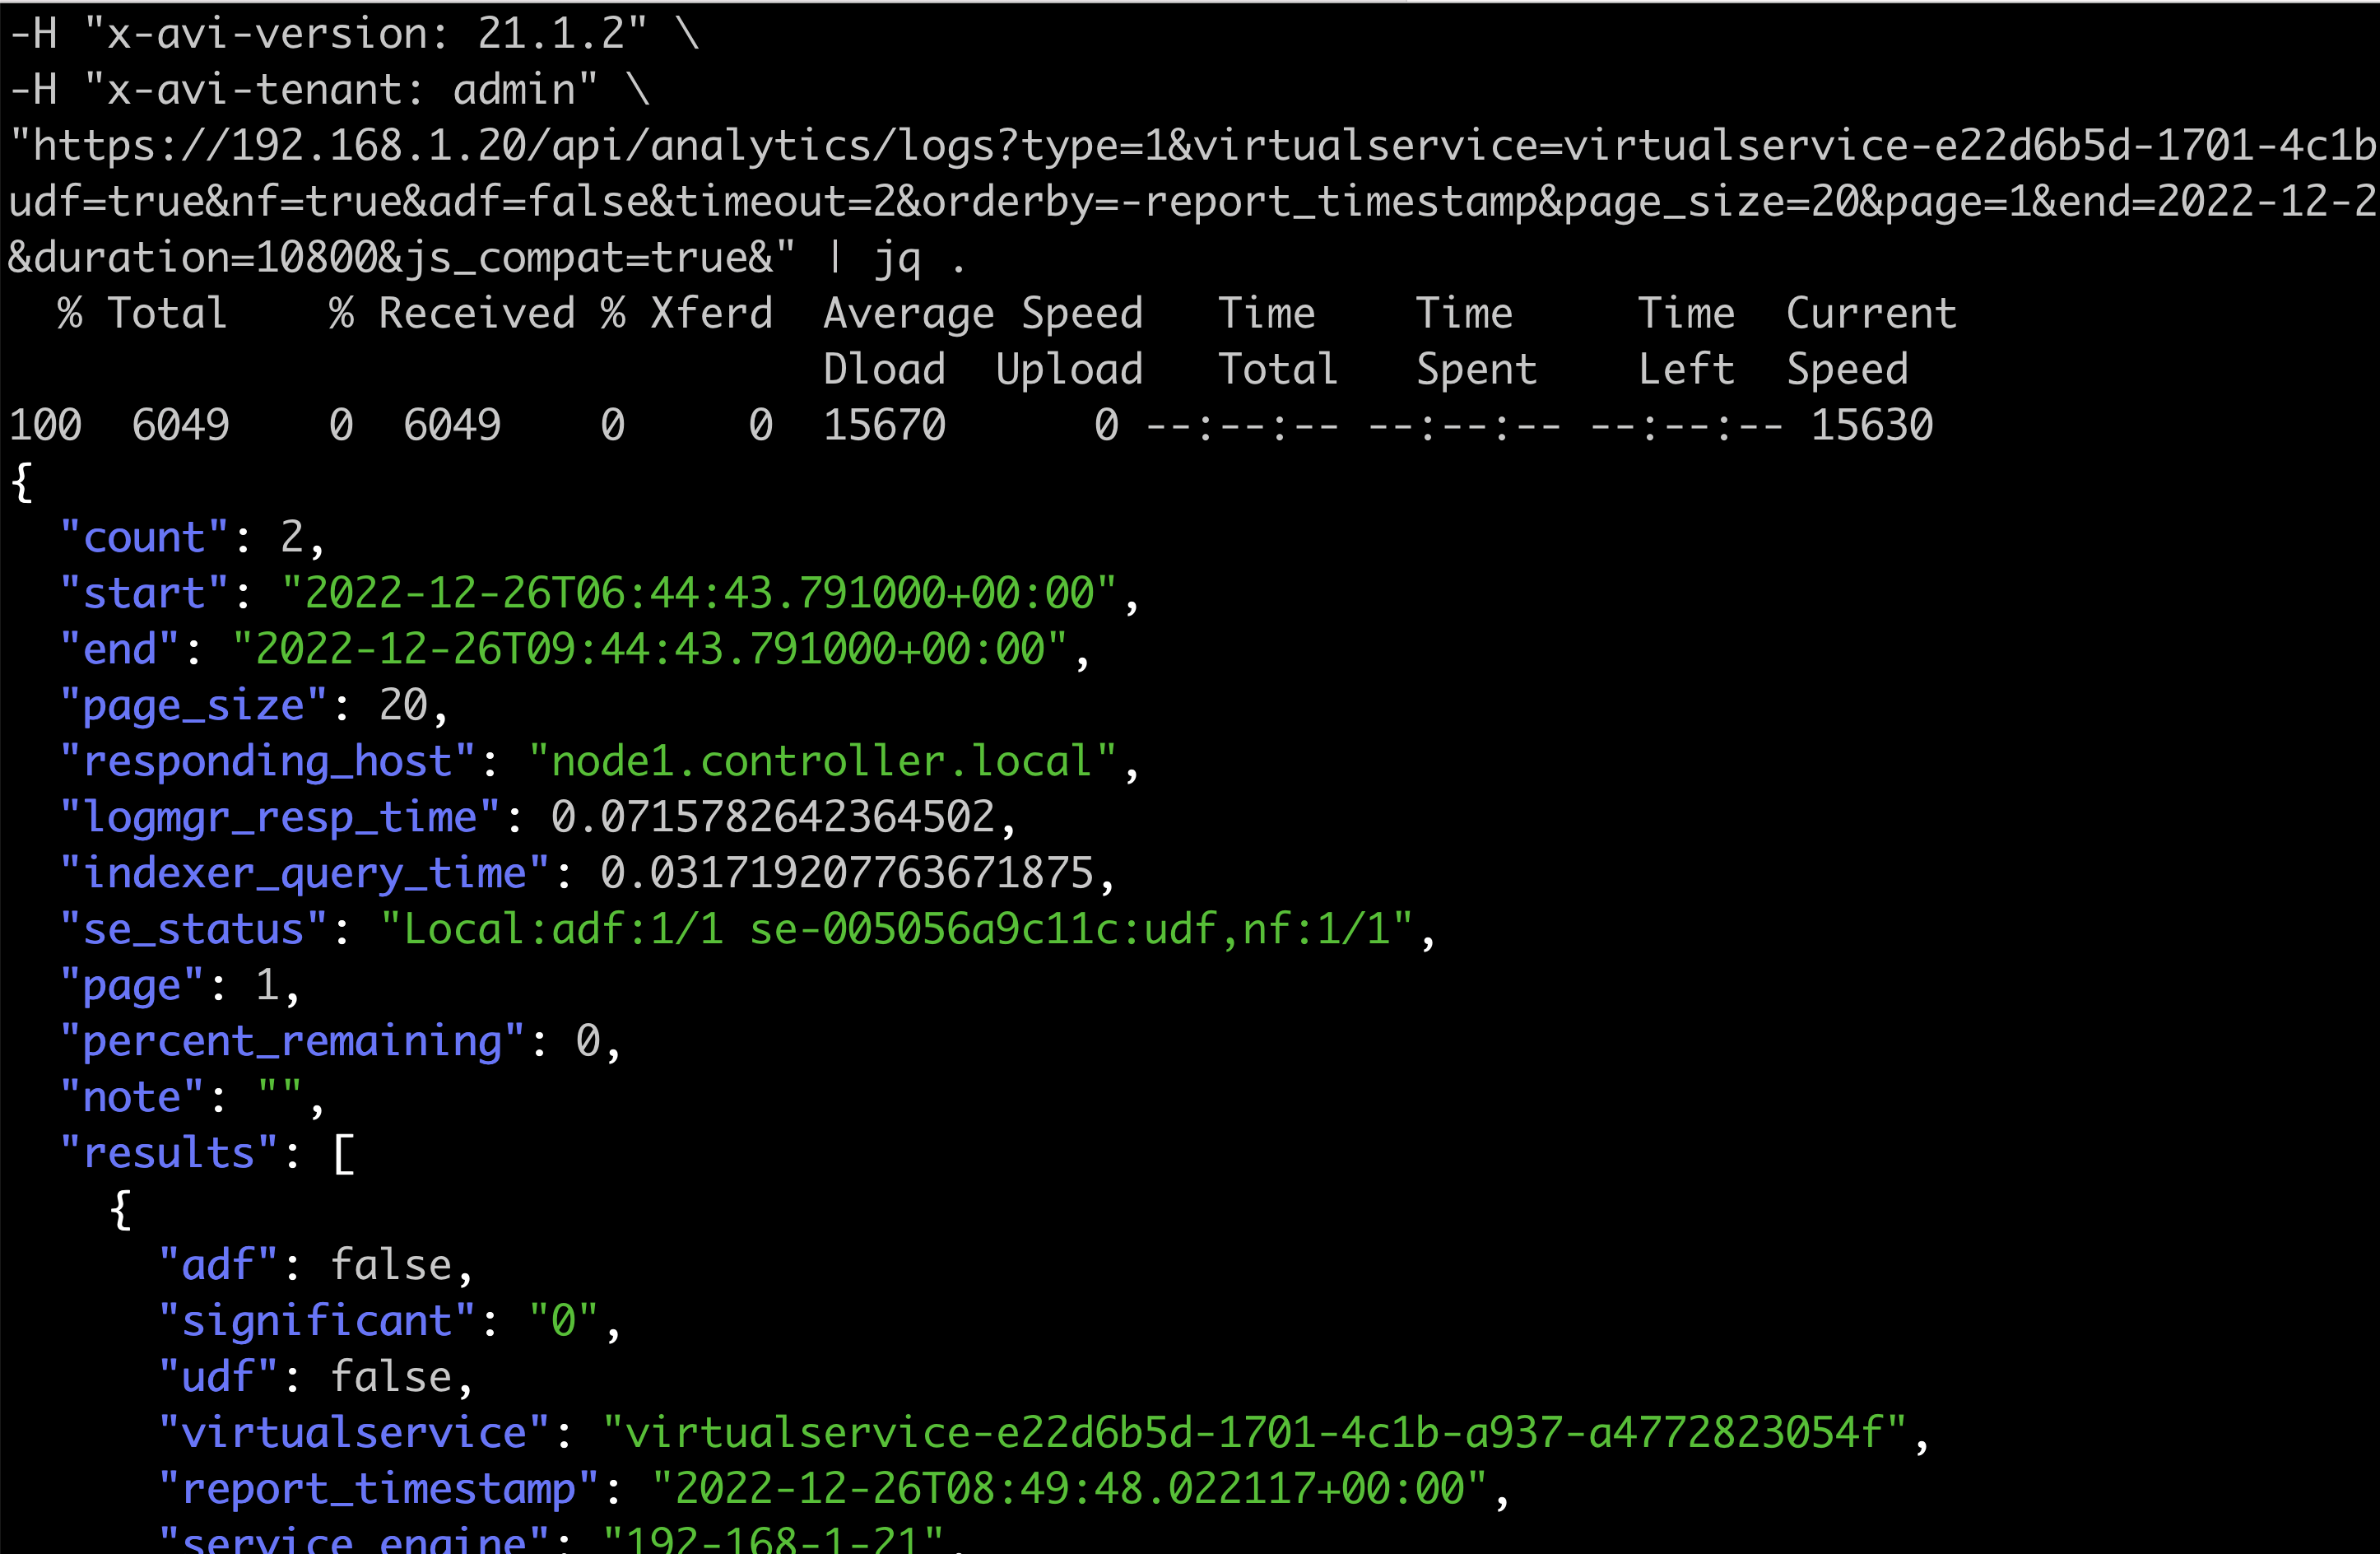 -H "x-avi-version: 21.1.2" \
-H "x-avi-tenant: admin" \
"https://192.168.1.20/api/analytics/logs?type=1&virtualservice=virtualservice-e22d6b5d-1701-4c1b
udf=true&nf=true&adf=false&timeout=2&orderby=-report_timestamp&page_size=20&page=1&end=2022-12-2
&duration=10800&js_compat=true&" | jq .
  % Total    % Received % Xferd  Average Speed   Time    Time     Time  Current
                                 Dload  Upload   Total   Spent    Left  Speed
100  6049    0  6049    0     0  15670      0 --:--:-- --:--:-- --:--:-- 15630
{
  "count": 2,
  "start": "2022-12-26T06:44:43.791000+00:00",
  "end": "2022-12-26T09:44:43.791000+00:00",
  "page_size": 20,
  "responding_host": "node1.controller.local",
  "logmgr_resp_time": 0.0715782642364502,
  "indexer_query_time": 0.031719207763671875,
  "se_status": "Local:adf:1/1 se-005056a9c11c:udf,nf:1/1",
  "page": 1,
  "percent_remaining": 0,
  "note": "",
  "results": [
    {
      "adf": false,
      "significant": "0",
      "udf": false,
      "virtualservice": "virtualservice-e22d6b5d-1701-4c1b-a937-a4772823054f",
      "report_timestamp": "2022-12-26T08:49:48.022117+00:00",
      "service_engine": "192-168-1-21",